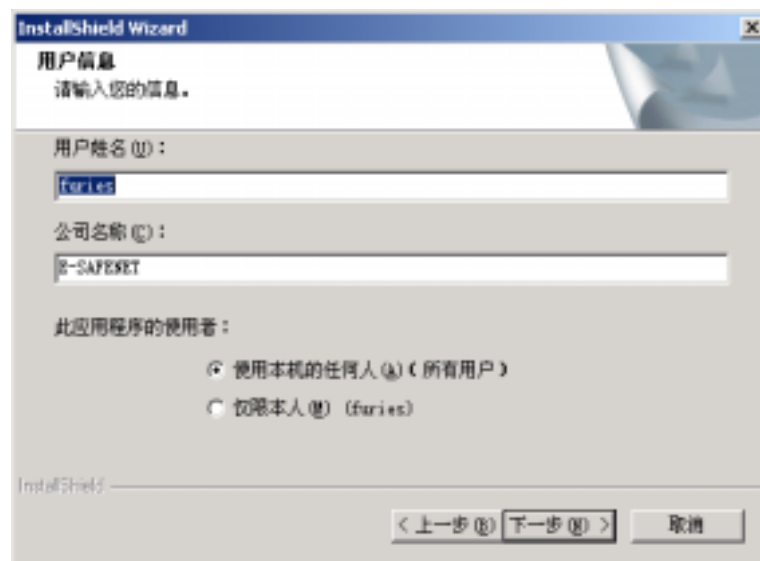 InstallShield Wizard
用户信息
请输入您的信息。
用户姓名(U)：
furies
公司名称(C)：
E-SAFENET
此应用程序的使用者：
使用本机的任何人(A)(所有用户)
仅限本人(M) (furies)
InstallShield
< 上一步(B) 下一步(N) > 取消